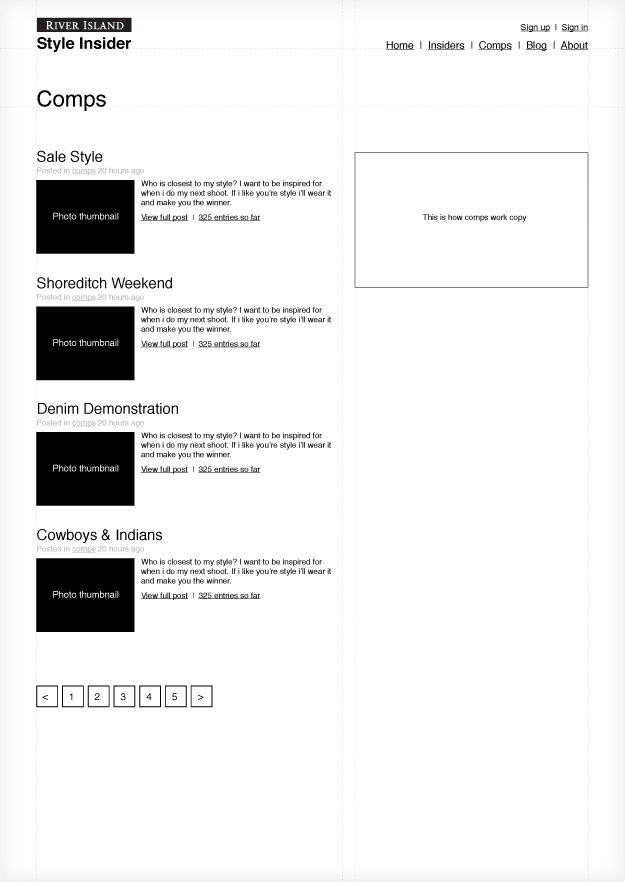 RIVER ISLAND
Style Insider
Sign up | Sign in
Home | Insiders | Comps | Blog | About
Comps
Sale Style
Posted in comps 20 hours ago
Photo thumbnail
Who is closest to my style? I want to be inspired for
when i do my next shoot. If i like you're style i'll wear it
and make you the winner.
View full post | 325 entries so far
This is how comps work copy
Shoreditch Weekend
Posted in comps 20 hours ago
Photo thumbnail
Who is closest to my style? I want to be inspired for
when i do my next shoot. If i like you're style i'll wear it
and make you the winner.
View full post | 325 entries so far
Denim Demonstration
Posted in comps 20 hours ago
Photo thumbnail
Who is closest to my style? I want to be inspired for
when i do my next shoot. If i like you're style i'll wear it
and make you the winner.
View full post | 325 entries so far
Cowboys & Indians
Posted in comps 20 hours ago
Photo thumbnail
Who is closest to my style? I want to be inspired for
when i do my next shoot. If i like you're style i'll wear it
and make you the winner.
View full post | 325 entries so far
< 1 2 3 4 5 >